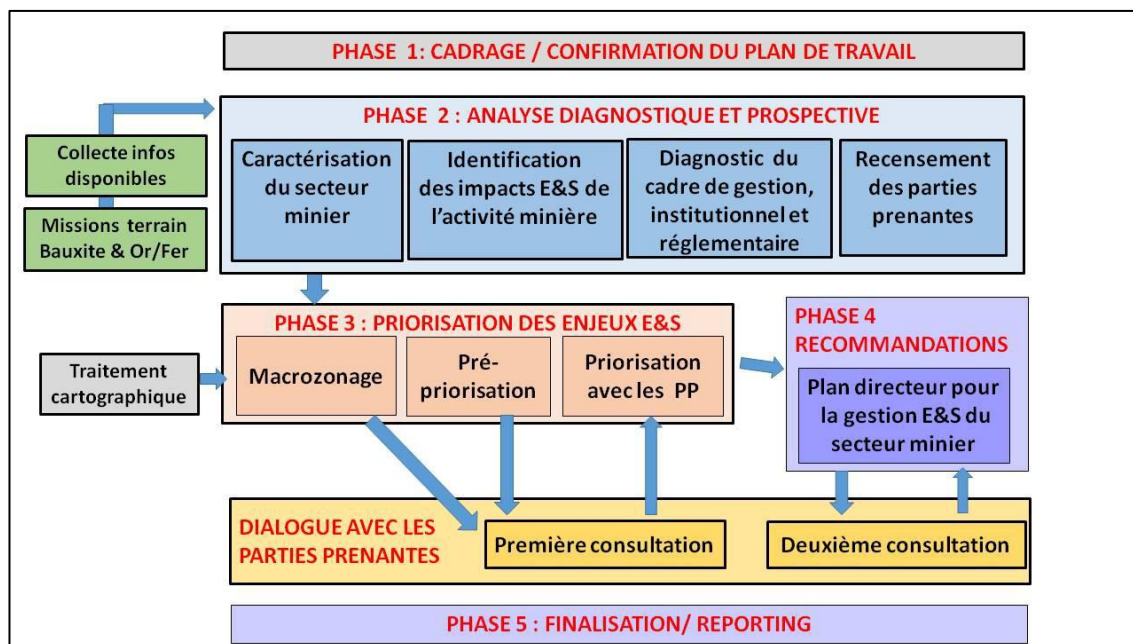 PHASE 1: CADRAGE / CONFIRMATION DU PLAN DE TRAVAIL
PHASE 2 : ANALYSE DIAGNOSTIQUE ET PROSPECTIVE
Collecte infos
disponibles
Missions terrain
Bauxite & Or/Fer
Caractérisation
du secteur
minier
Identification
des impacts E&S de
l’activité minière
Diagnostic du
cadre de gestion,
institutionnel et
réglementaire
Recensement
des parties
prenantes
PHASE 3 : PRIORISATION DES ENJEUX E&S
Traitement
cartographique
Macrozonage
Pré-
priorisation
Priorisation
avec les PP
PHASE 4
RECOMMANDATIONS
Plan directeur pour
la gestion E&S du
secteur minier
DIALOGUE AVEC LES
PARTIES PRENANTES
Première consultation
Deuxième consultation
PHASE 5 : FINALISATION/ REPORTING